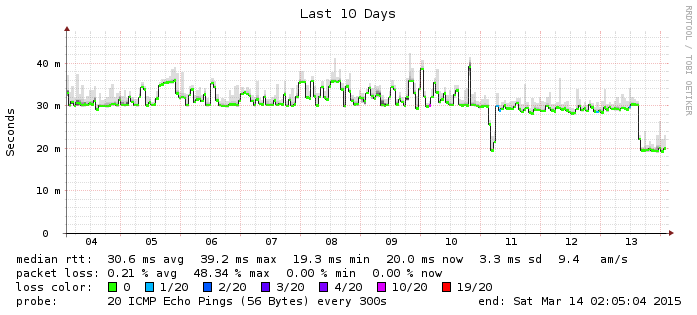 Last 10 Days
RRDTOOL / TOBI OETIKER
Seconds
40 m
30 m
20 m
10 m
0
04 05 06 07 08 09 10 11 12 13
median rtt: 30.6 ms avg 39.2 ms max 19.3 ms min 20.0 ms now 3.3 ms sd 9.4 am/s
packet loss: 0.21 % avg 48.34 % max 0.00 % min 0.00 % now
loss color: 0 1/20 2/20 3/20 4/20 10/20 19/20
probe: 20 ICMP Echo Pings (56 Bytes) every 300s end: Sat Mar 14 02:05:04 2015